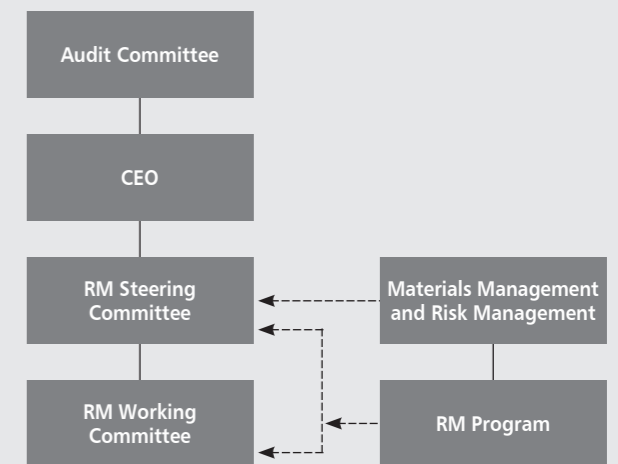 Audit Committee
CEO
RM Steering
Committee
Materials Management
and Risk Management
RM Working
Committee
RM Program